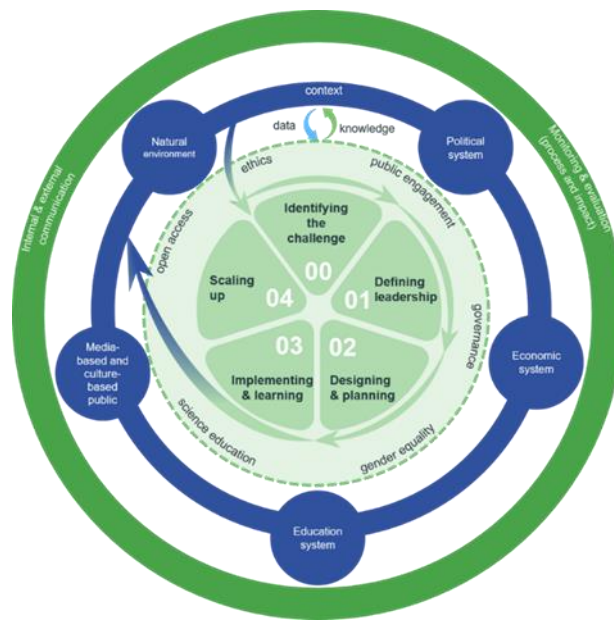 context
data
knowledge
Natural
environment
Political
system
Internal & external
communication
Monitoring & evaluation
(process and impact)
ethics
public engagement
open access
governance
Identifying
the
challenge
00
Scaling
up
04
01
Defining
leadership
03
02
Implementing
& learning
Designing
& planning
Media-
based and
culture-
based public
Economic
system
science education
gender equality
Education
system